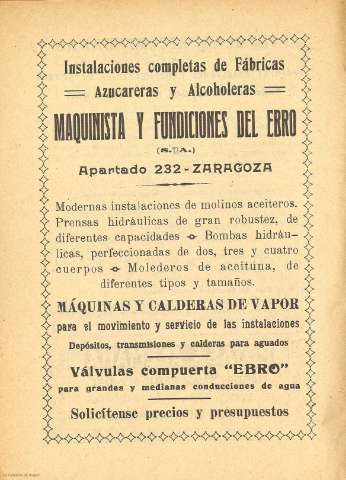 Instalaciones completas de Fábricas
Azucareras y Alcoholeras
MAQUINISTA Y FUNDICIONES DEL EBRO
(S. A.)
Apartado 232 - ZARAGOZA
Modernas instalaciones de molinos aceiteros.
Prensas hidráulicas de gran robustez, de
diferentes capacidades Bombas hidráu-
licas, perfeccionadas de dos, tres y cuatro
cuerpos Molederos de aceituna, de
diferentes tipos y tamaños.
MÁQUINAS Y CALDERAS DE VAPOR
para el movimiento y servicio de las instalaciones
Depósitos, transmisiones y calderas para aguados
Válvulas compuerta "EBRO"
para grandes y medianas conducciones de agua
Solicítense precios y presupuestos